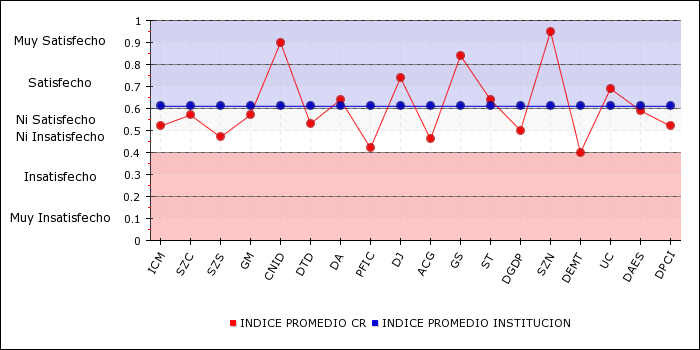 1
0.9
Muy Satisfecho
0.8
Satisfecho
0.7
0.6
Ni Satisfecho
Ni Insatisfecho
0.5
0.4
Insatisfecho
0.3
0.2
Muy Insatisfecho
0.1
0
ICM SZC SZS GM CNID DTD DA PFIC DJ ACG GS ST DGDP SZN DEMT UC DAES DPCI
INDICE PROMEDIO CR INDICE PROMEDIO INSTITUCION